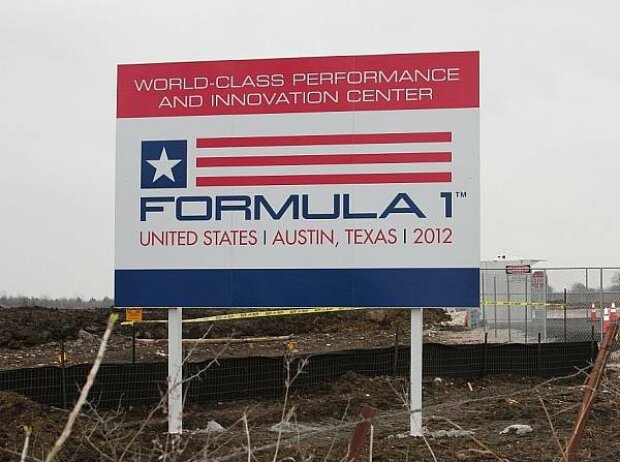 WORLD-CLASS PERFORMANCE
AND INNOVATION CENTER
FORMULA 1™
UNITED STATES | AUSTIN, TEXAS | 2012